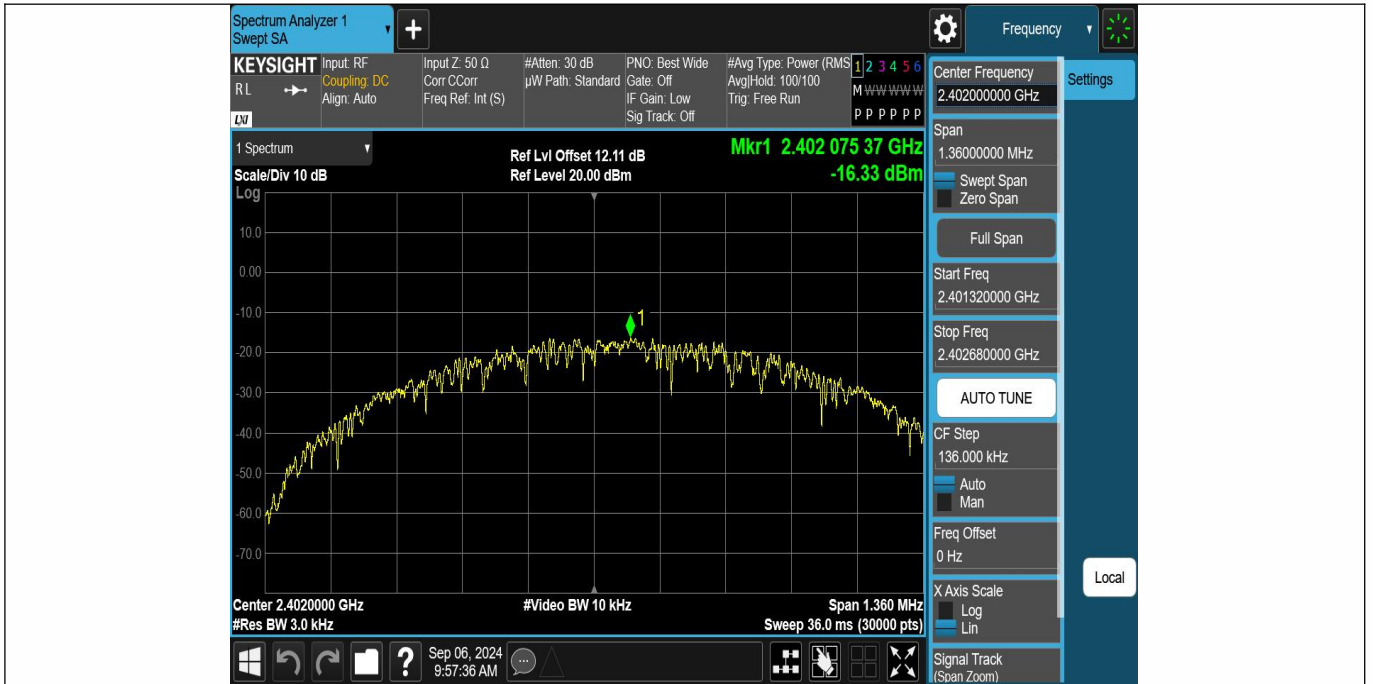 Spectrum Analyzer 1
Swept SA
+
Frequency
KEYSIGHT
RL
LXI
Input: RF
Coupling: DC
Align: Auto
Input Z: 50 Ω
Corr CCorr
Freq Ref: Int (S)
#Atten: 30 dB
µW Path: Standard
PNO: Best Wide
Gate: Off
IF Gain: Low
Sig Track: Off
#Avg Type: Power (RMS
Avg|Hold: 100/100
Trig: Free Run
1 2 3 4 5 6
M W W W W W
P P P P P P
1 Spectrum
Scale/Div 10 dB
Ref Lvl Offset 12.11 dB
Ref Level 20.00 dBm
Mkr1 2.402 075 37 GHz
-16.33 dBm
Log
10.0
0.00
-10.0
-20.0
-30.0
-40.0
-50.0
-60.0
-70.0
1
Center 2.4020000 GHz
#Res BW 3.0 kHz
#Video BW 10 kHz
Span 1.360 MHz
Sweep 36.0 ms (30000 pts)
Center Frequency
2.402000000 GHz
Settings
Span
1.36000000 MHz
Swept Span
Zero Span
Full Span
Start Freq
2.401320000 GHz
Stop Freq
2.402680000 GHz
AUTO TUNE
CF Step
136.000 kHz
Auto
Man
Freq Offset
0 Hz
X Axis Scale
Log
Lin
Signal Track
(Span Zoom)
Local
?
Sep 06, 2024
9:57:36 AM